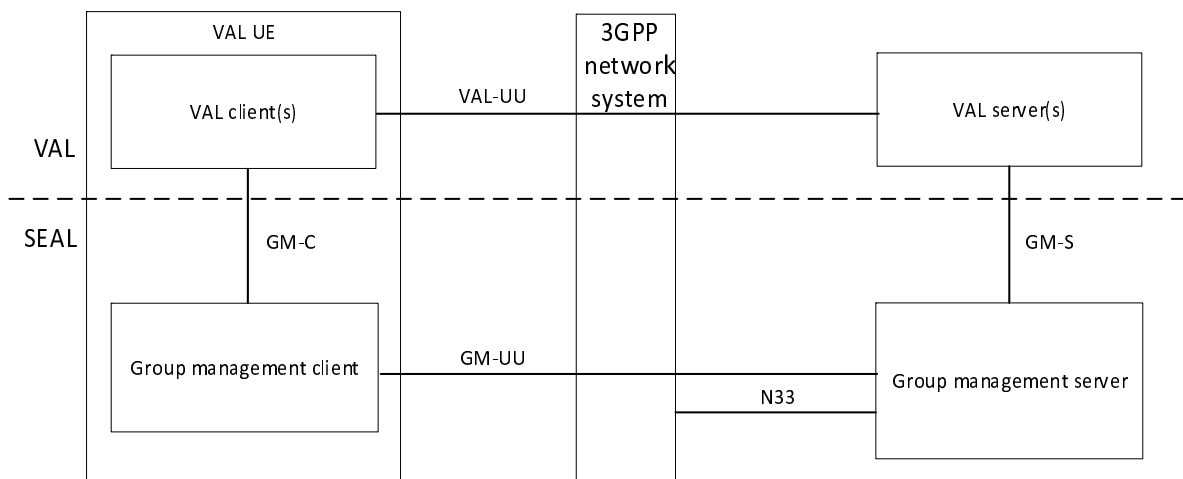 VAL UE
3GPP
network
system
VAL client(s)
VAL-UU
VAL server(s)
VAL
SEAL
GM-C
GM-S
Group management client
GM-UU
Group management server
N33